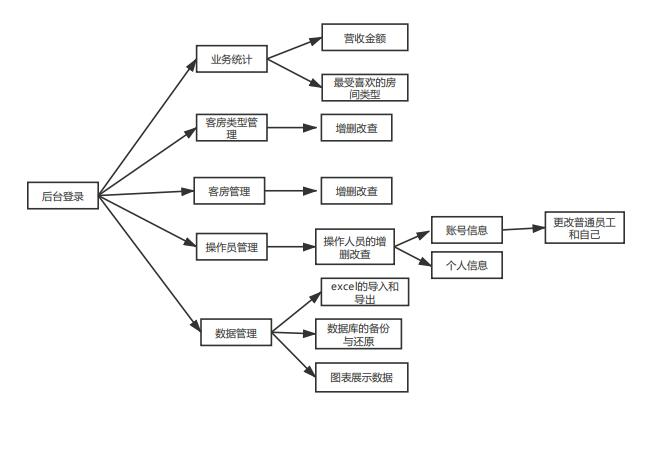 营收金额
业务统计
最受喜欢的房
间类型
客房类型管
理
增删改查
后台登录
客房管理
增删改查
操作员管理
操作人员的增
删改查
账号信息
更改普通员工
和自己
个人信息
excel的导入和
导出
数据管理
数据库的备份
与还原
图表展示数据